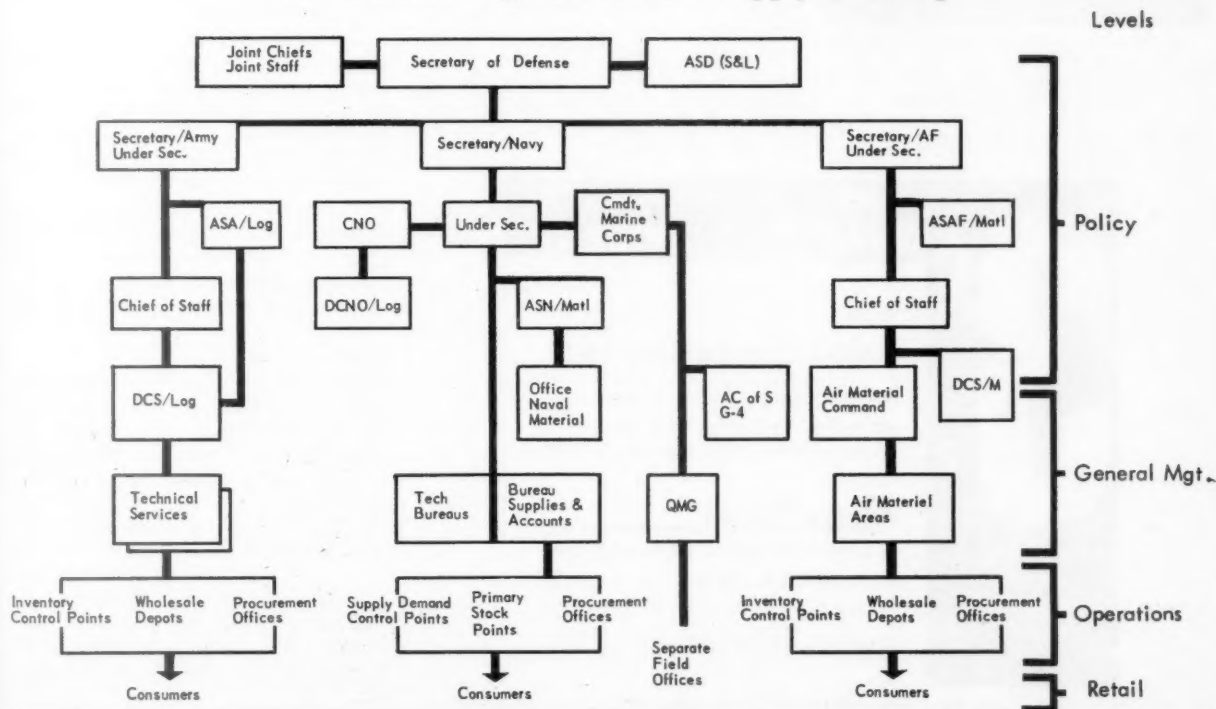 Levels
Joint Chiefs
Joint Staff
Secretary of Defense
ASD (S&L)
Secretary/Army
Under Sec.
Secretary/Navy
Secretary/AF
Under Sec.
ASA/Log
CNO
Under Sec.
Cmdt.
Marine
Corps
ASAF/Matl
Policy
Chief of Staff
DCNO/Log
ASN/Matl
Chief of Staff
DCS/Log
Office
Naval
Material
AC of S
G-4
Air Material
Command
DCS/M
General Mgt.
Technical
Services
Tech
Bureaus
Bureau
Supplies &
Accounts
QMG
Air Materiel
Areas
Inventory
Control Points
Wholesale
Depots
Procurement
Offices
Supply Demand
Control Points
Primary
Stock
Points
Procurement
Offices
Separate
Field
Offices
Inventory
Control Points
Wholesale
Depots
Procurement
Offices
Operations
Consumers
Consumers
Consumers
Retail